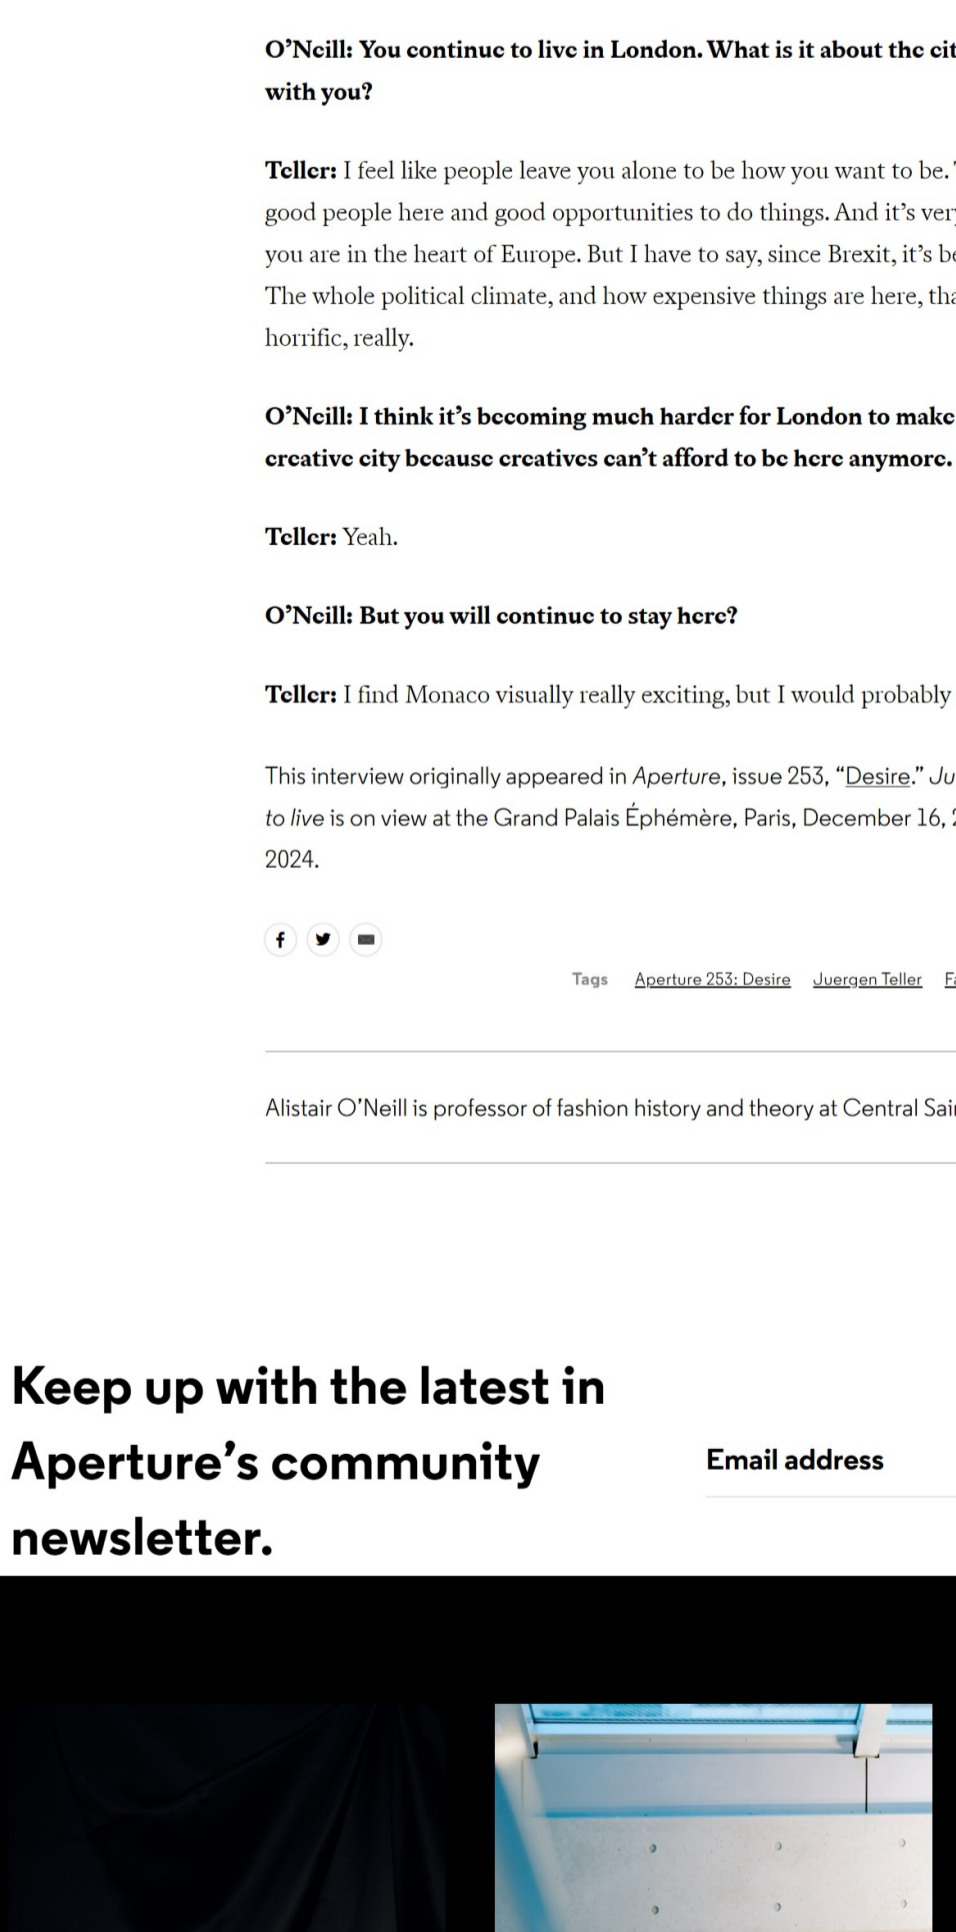 O’Neill: You continue to live in London. What is it about the
with you?
Teller: I feel like people leave you alone to be how you want to be.
good people here and good opportunities to do things. And it’s
you are in the heart of Europe. But I have to say, since Brexit, it’s
The whole political climate, and how expensive things are here,
horrific, really.
O’Neill: I think it’s becoming much harder for London to make
creative city because creatives can’t afford to be here anymore.
Teller: Yeah.
O’Neill: But you will continue to stay here?
Teller: I find Monaco visually really exciting, but I would probably
This interview originally appeared in Aperture, issue 253, “Desire.”
to live is on view at the Grand Palais Éphémère, Paris, December 16,
2024.
Tags Aperture 253: Desire Juergen Teller
Alistair O’Neill is professor of fashion history and theory at Central
Keep up with the latest in
Aperture’s community
newsletter.
Email address